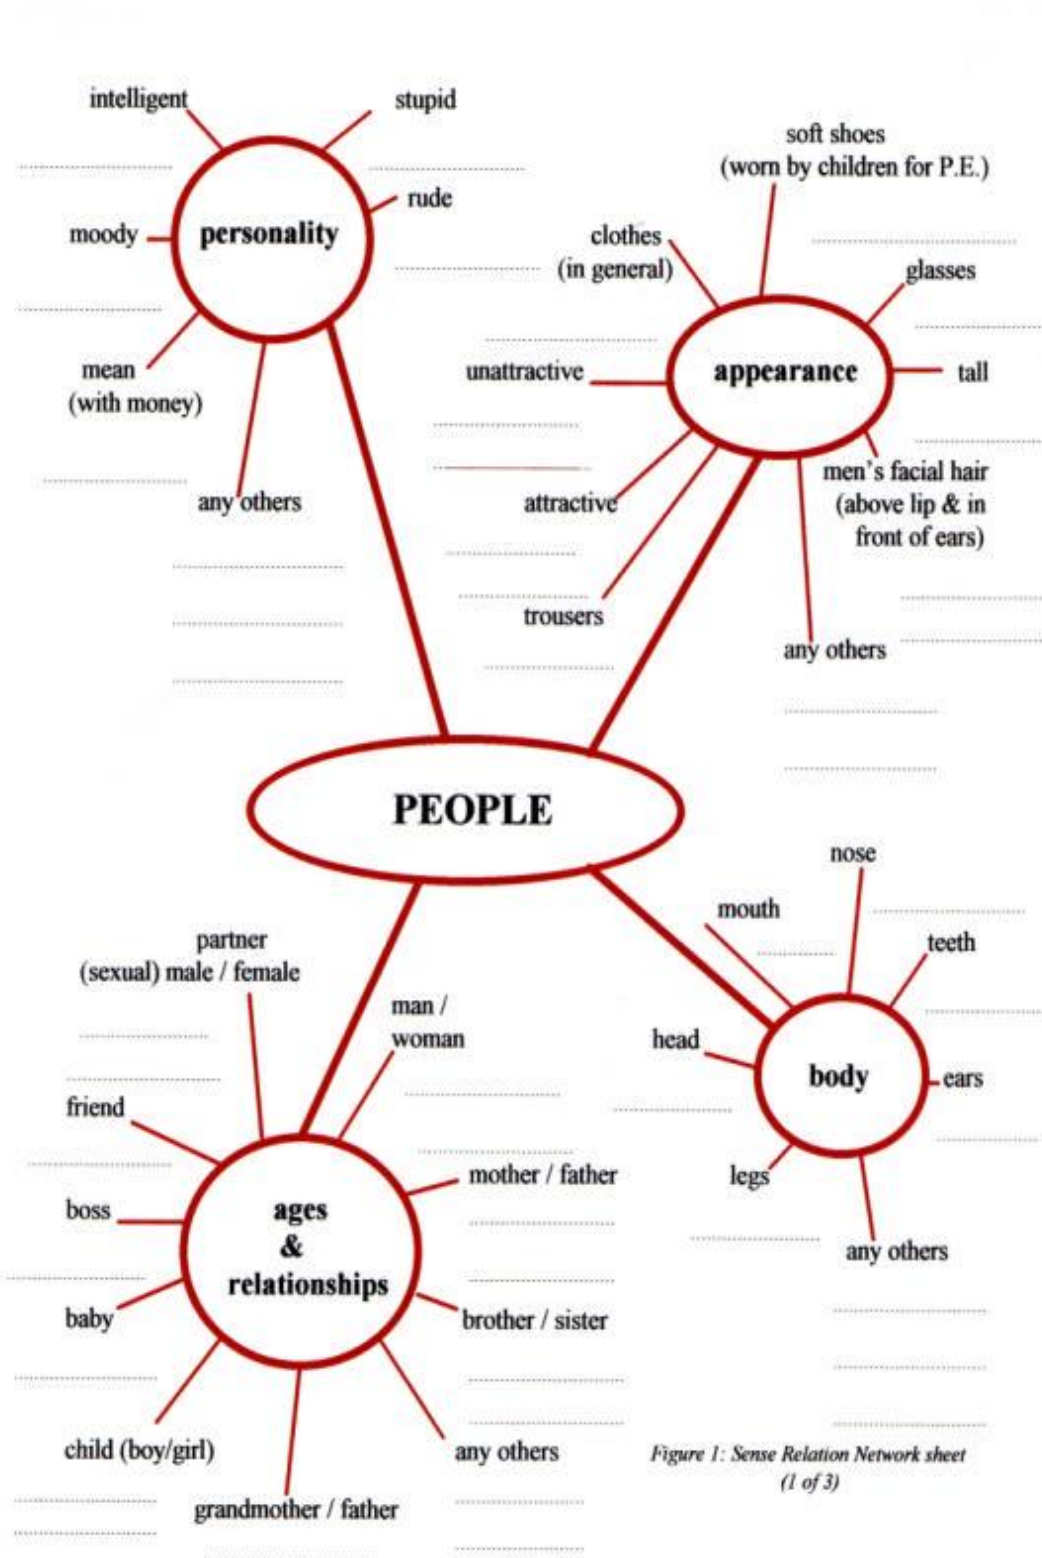 intelligent
stupid
rude
moody
personality
mean
(with money)
any others
soft shoes
(worn by children for P.E.)
clothes
(in general)
glasses
unattractive
appearance
tall
attractive
men's facial hair
(above lip & in
front of ears)
trousers
any others
PEOPLE
nose
mouth
teeth
head
body
ears
legs
any others
partner
(sexual) male / female
man /
woman
friend
mother / father
boss
ages
&
relationships
baby
brother / sister
child (boy/girl)
any others
grandmother / father
Figure 1: Sense Relation Network sheet
(1 of 3)